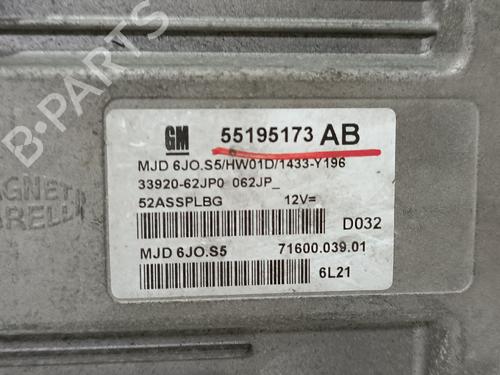 B-PARTS
GM 55195173 AB
MJD 6JO.S5/HW01D/1433-Y196
33920-62JP0 062JP_
52ASSPLBG 12V=
D032
MJD 6JO.S5 71600.039.01
6L21